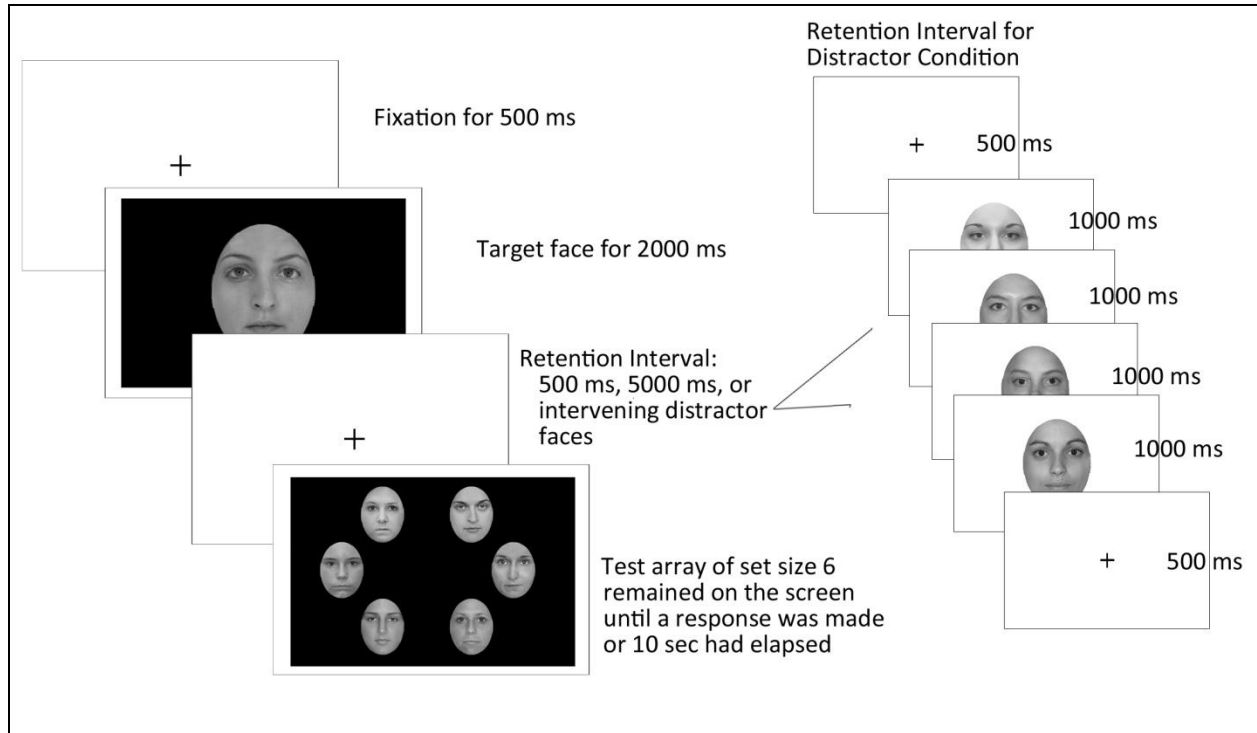 Fixation for 500 ms
Target face for 2000 ms
Retention Interval:
500 ms, 5000 ms, or
intervening distractor
faces
Test array of set size 6
remained on the screen
until a response was made
or 10 sec had elapsed
Retention Interval for
Distractor Condition
500 ms
1000 ms
1000 ms
1000 ms
1000 ms
500 ms